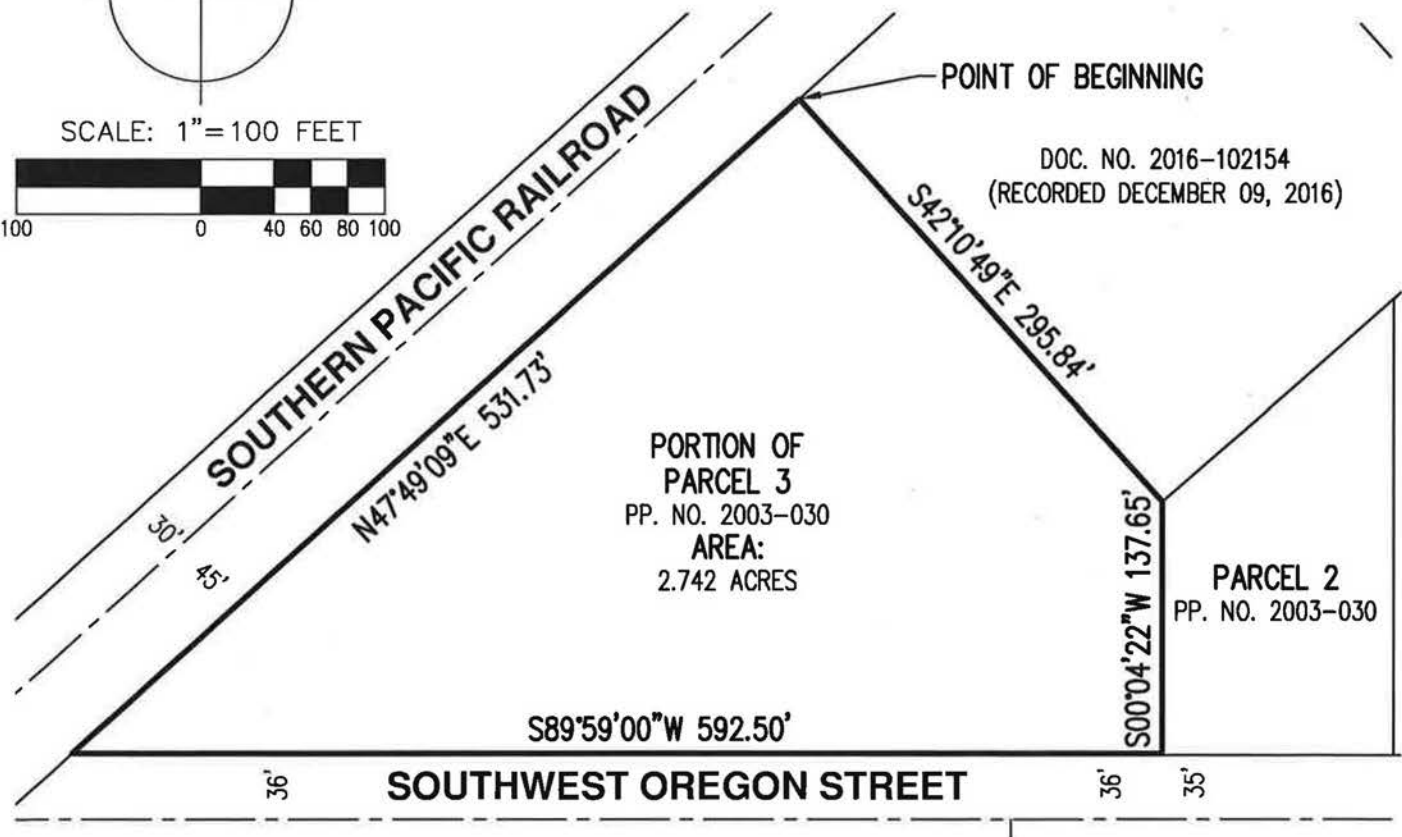 POINT OF BEGINNING
SCALE: 1"=100 FEET
100 0 40 60 80 100
DOC. NO. 2016-102154
(RECORDED DECEMBER 09, 2016)
SOUTHERN PACIFIC RAILROAD
S42°10'49"E 295.84'
N47°49'09"E 531.73'
30'
45'
PORTION OF
PARCEL 3
PP. NO. 2003-030
AREA:
2.742 ACRES
S00°04'22"W 137.65'
PARCEL 2
PP. NO. 2003-030
S89°59'00"W 592.50'
36'
SOUTHWEST OREGON STREET
36'
35'